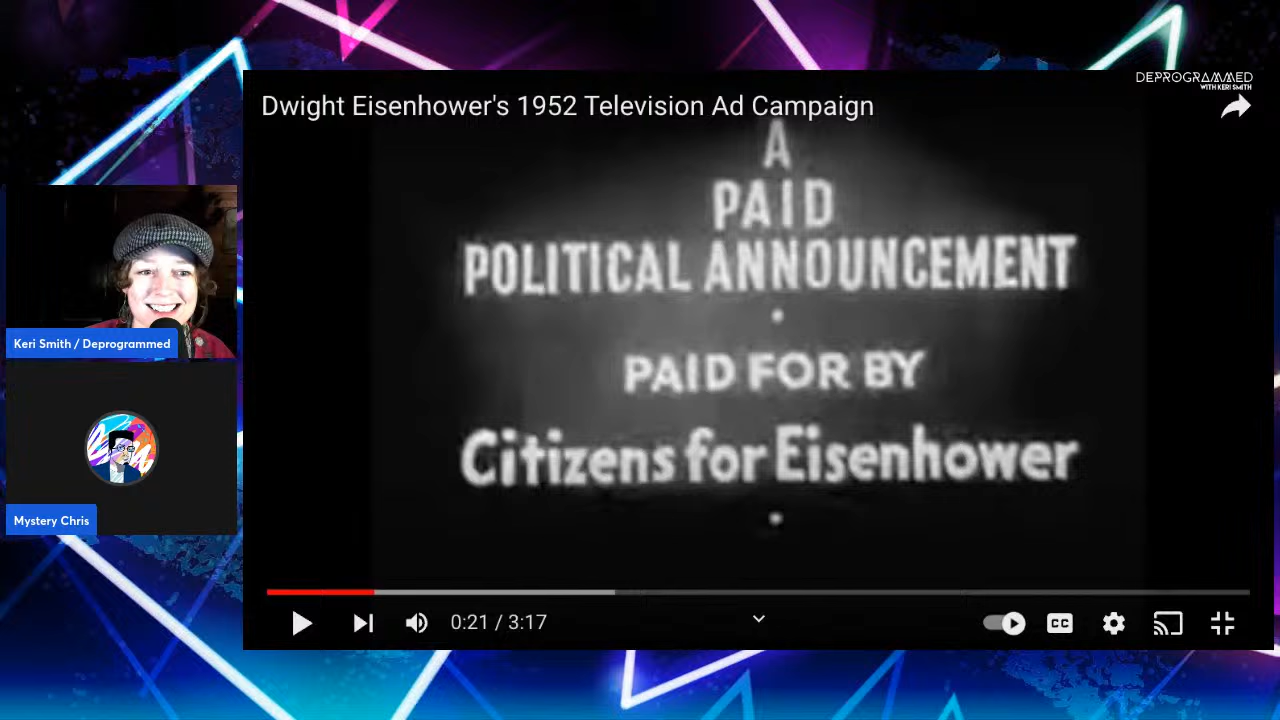 DEPROGRAMMED
WITH KERI SMITH
Dwight Eisenhower's 1952 Television Ad Campaign
A
PAID
POLITICAL ANNOUNCEMENT
PAID FOR BY
Citizens for Eisenhower
Keri Smith / Deprogrammed
Mystery Chris
0:21 / 3:17
CC